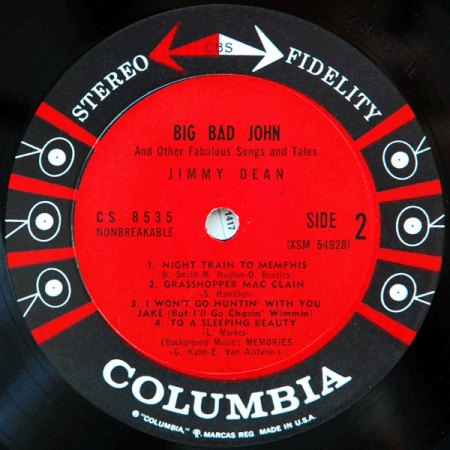 STEREO CBS FIDELITY
BIG BAD JOHN
And Other Fabulous Songs and Tales
JIMMY DEAN
CS 8535
NONBREAKABLE
SIDE 2
(XSM 54928)
1417
1. NIGHT TRAIN TO MEMPHIS
-B. Smith-M. Hughes-O. Bradley-
2. GRASSHOPPER MAC CLAIN
-S. Hamblen-
3. I WON'T GO HUNTIN' WITH YOU
JAKE (But I'll Go Chasin' Wimmin)
4. TO A SLEEPING BEAUTY
-L. Markes-
(Background Music: MEMORIES
-G. Kahn-E. Van Alstyne-)
COLUMBIA
® "COLUMBIA," ® MARCAS REG. MADE IN U.S.A.